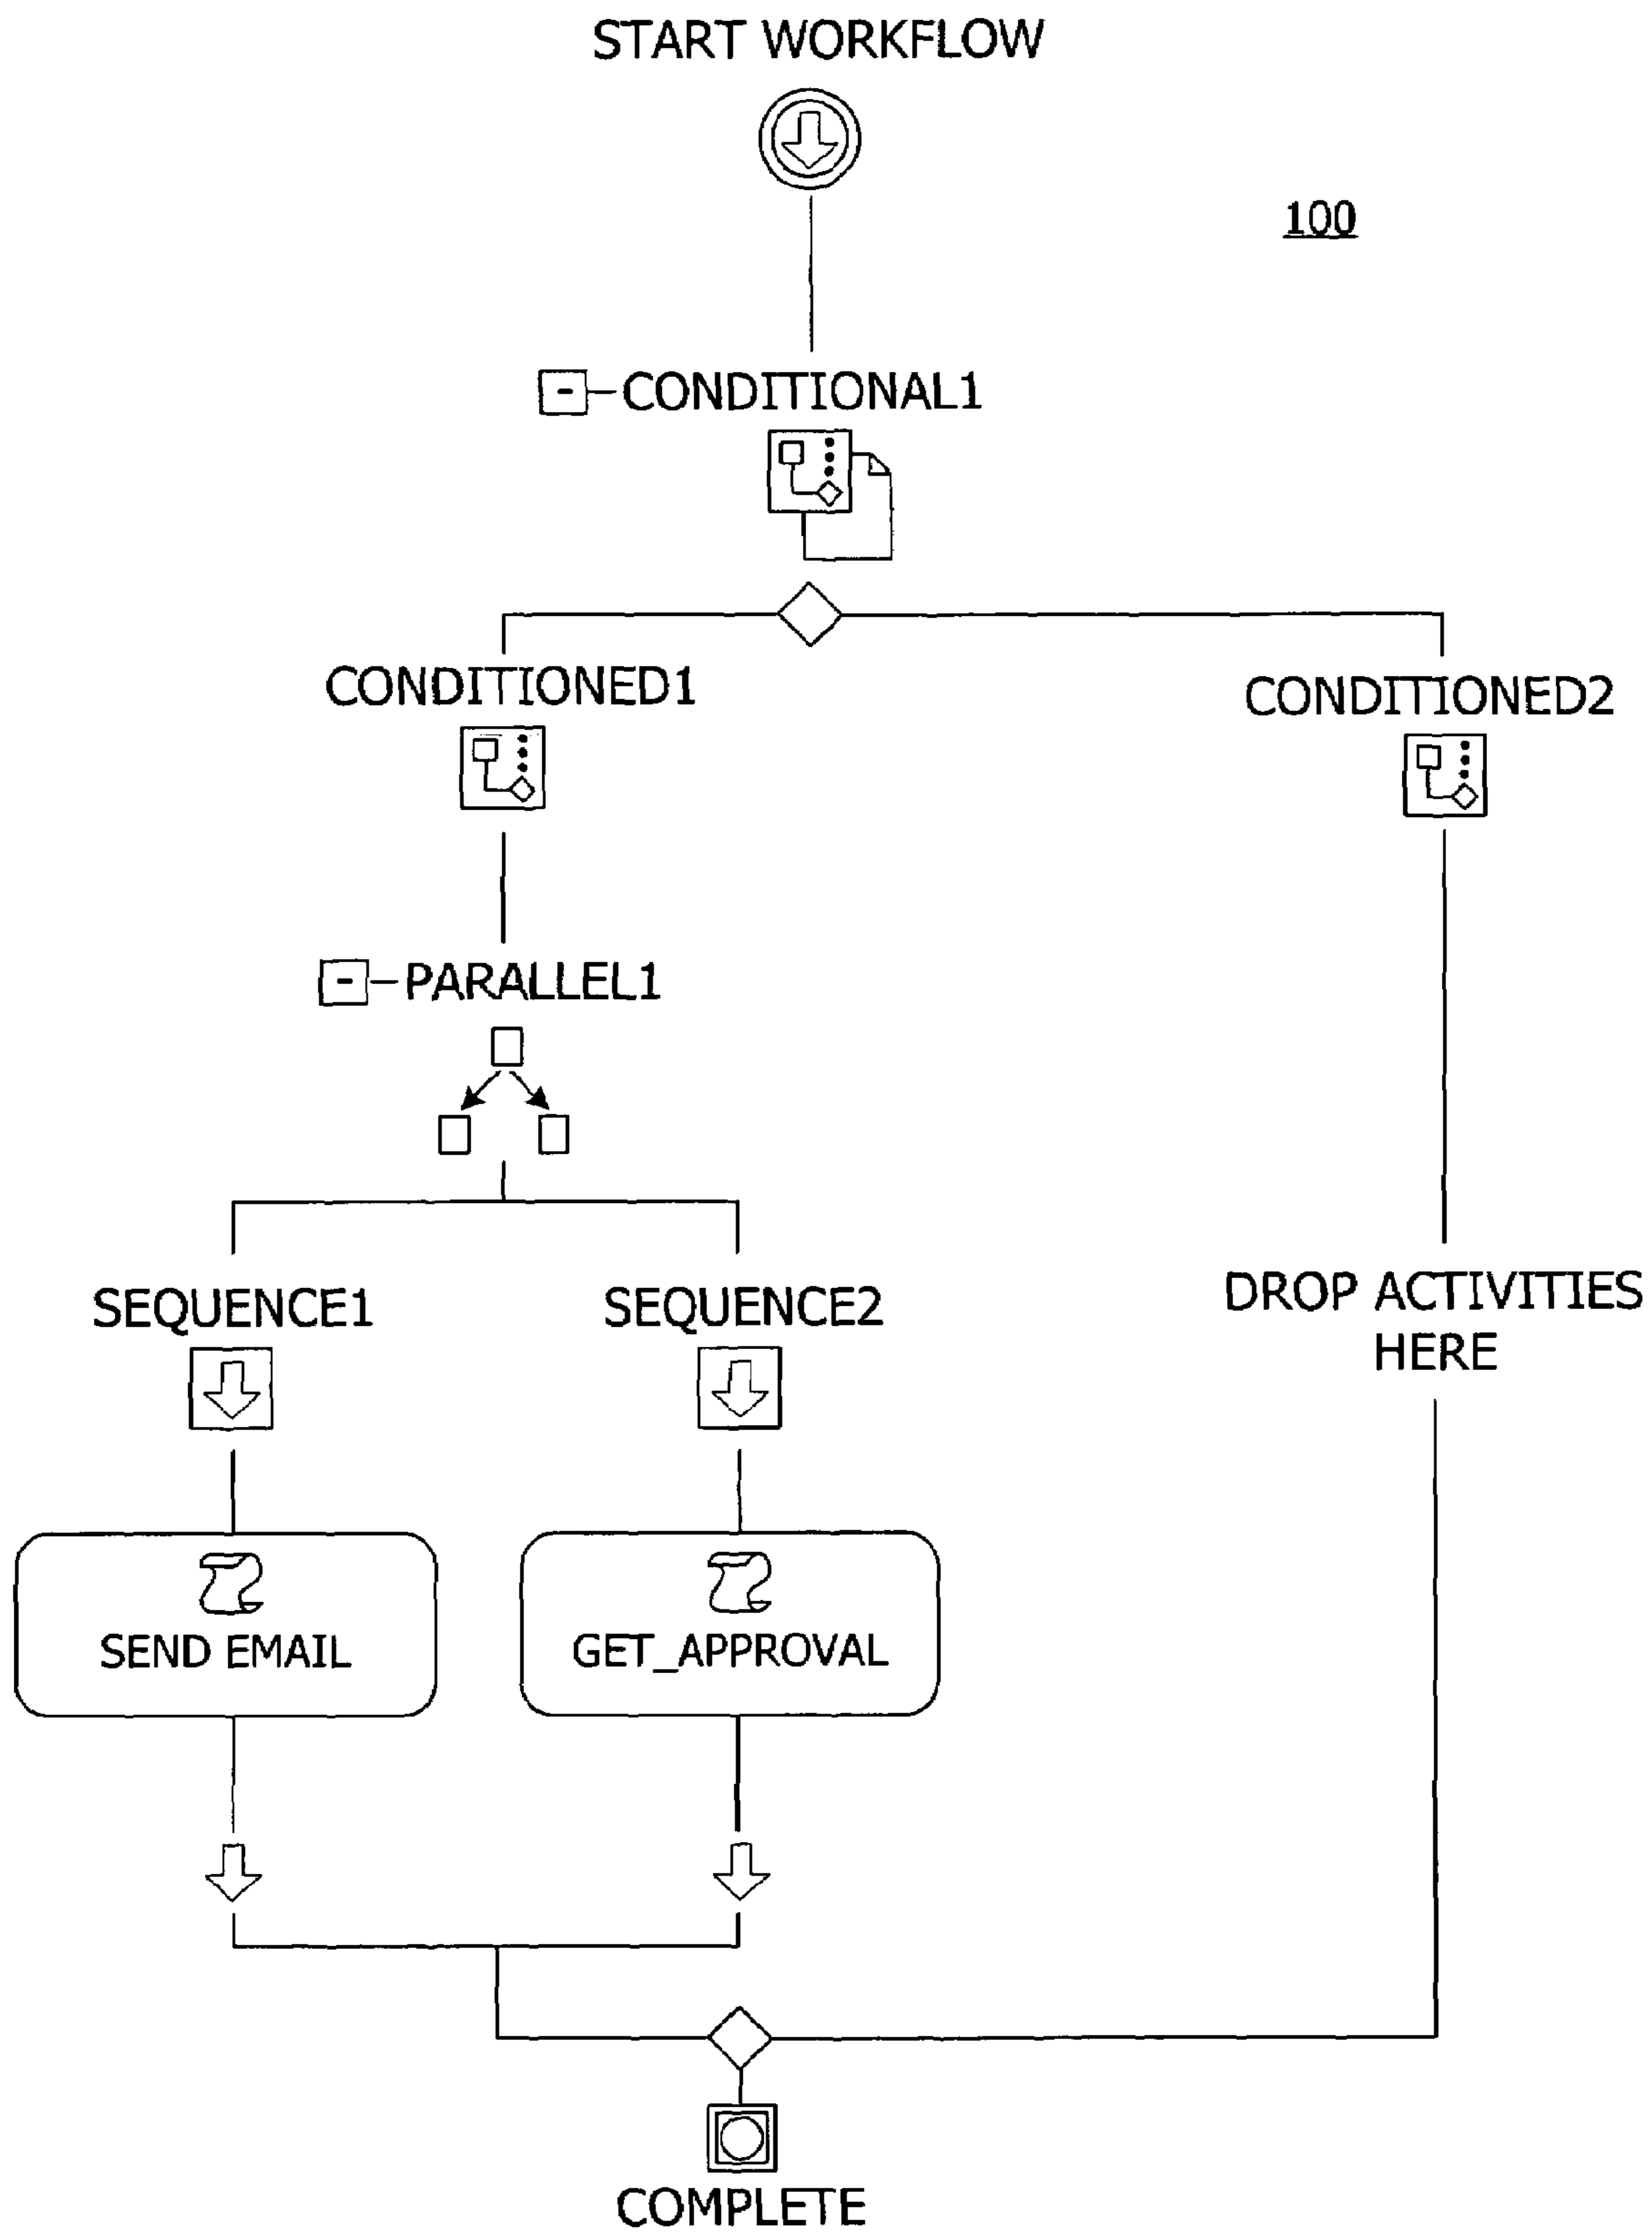 START WORKFLOW
100
CONDITIONAL1
CONDITIONED1
CONDITIONED2
PARALLEL1
SEQUENCE1
SEQUENCE2
DROP ACTIVITIES
HERE
SEND EMAIL
GET_APPROVAL
COMPLETE